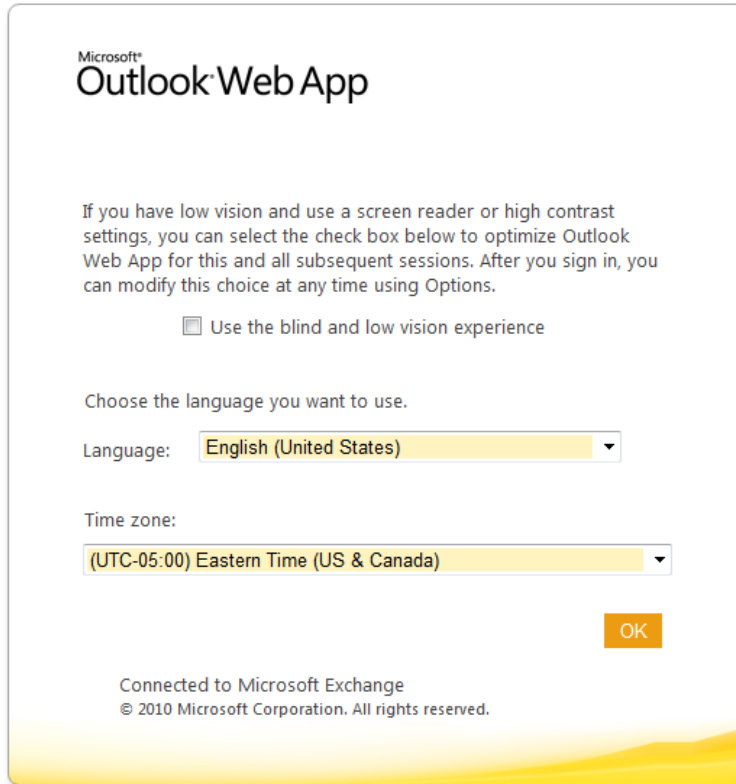 Microsoft®
Outlook® Web App
If you have low vision and use a screen reader or high contrast
settings, you can select the check box below to optimize Outlook
Web App for this and all subsequent sessions. After you sign in, you
can modify this choice at any time using Options.
Use the blind and low vision experience
Choose the language you want to use.
Language: English (United States)
Time zone:
(UTC-05:00) Eastern Time (US & Canada)
OK
Connected to Microsoft Exchange
© 2010 Microsoft Corporation. All rights reserved.